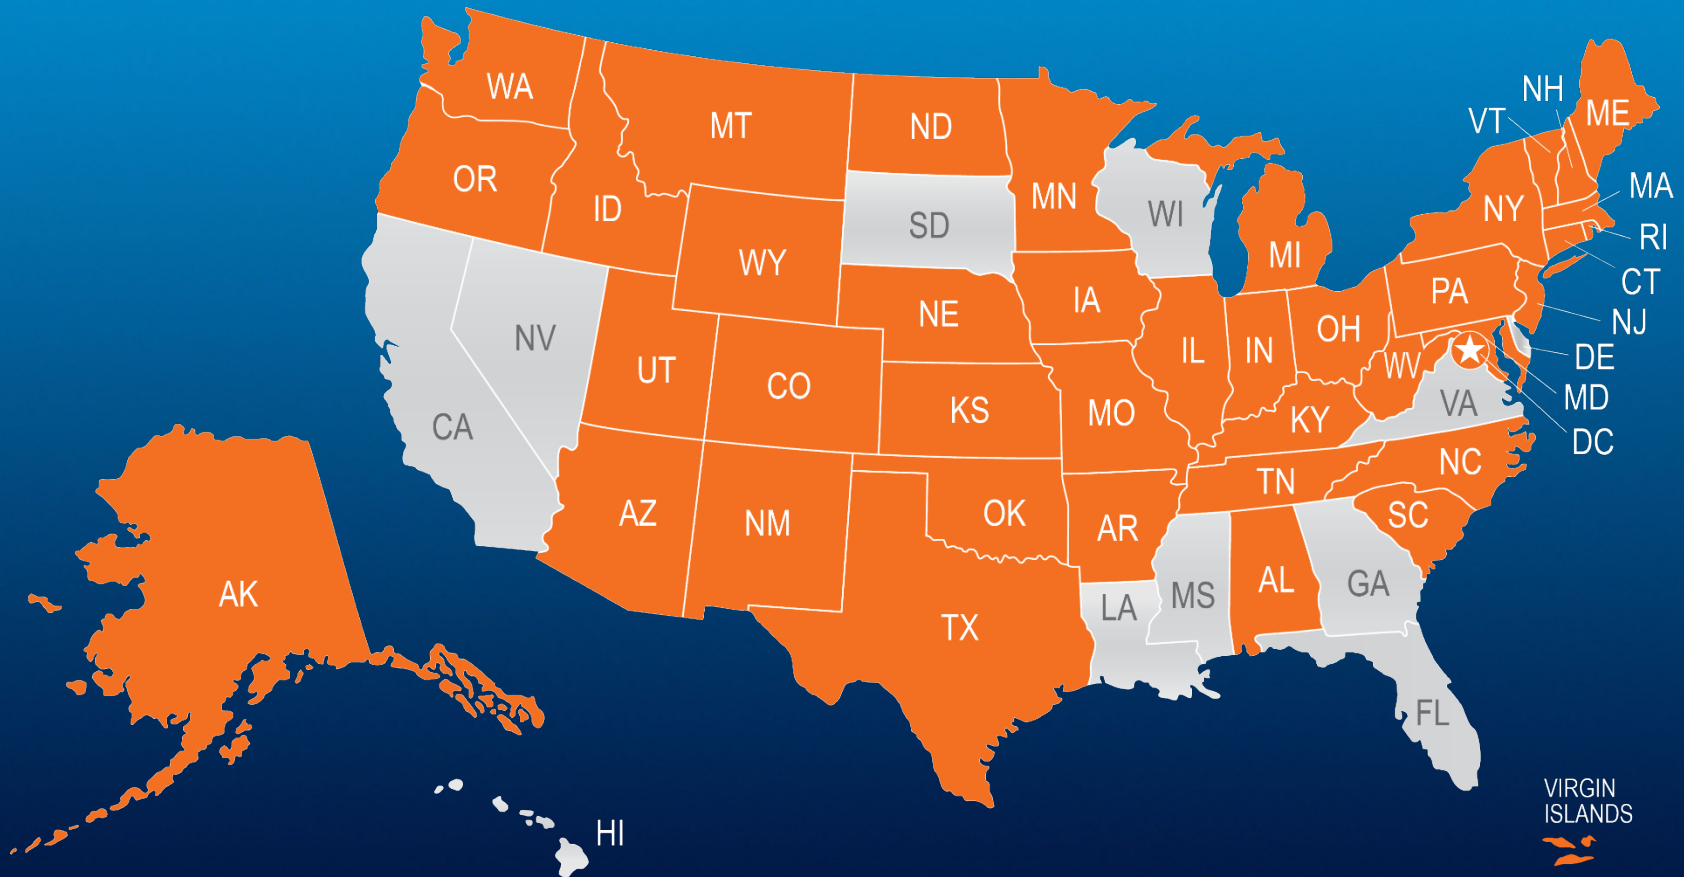 NH
WA
ME
VT
MT
ND
OR
MA
ID
MN
SD
WI
NY
RI
MI
WY
CT
PA
IA
NE
NJ
NV
OH
IL
IN
DE
UT
WV
CO
MD
KS
MO
VA
CA
KY
DC
NC
TN
AZ
OK
SC
NM
AR
AL
GA
AK
MS
LA
TX
FL
VIRGIN
ISLANDS
HI